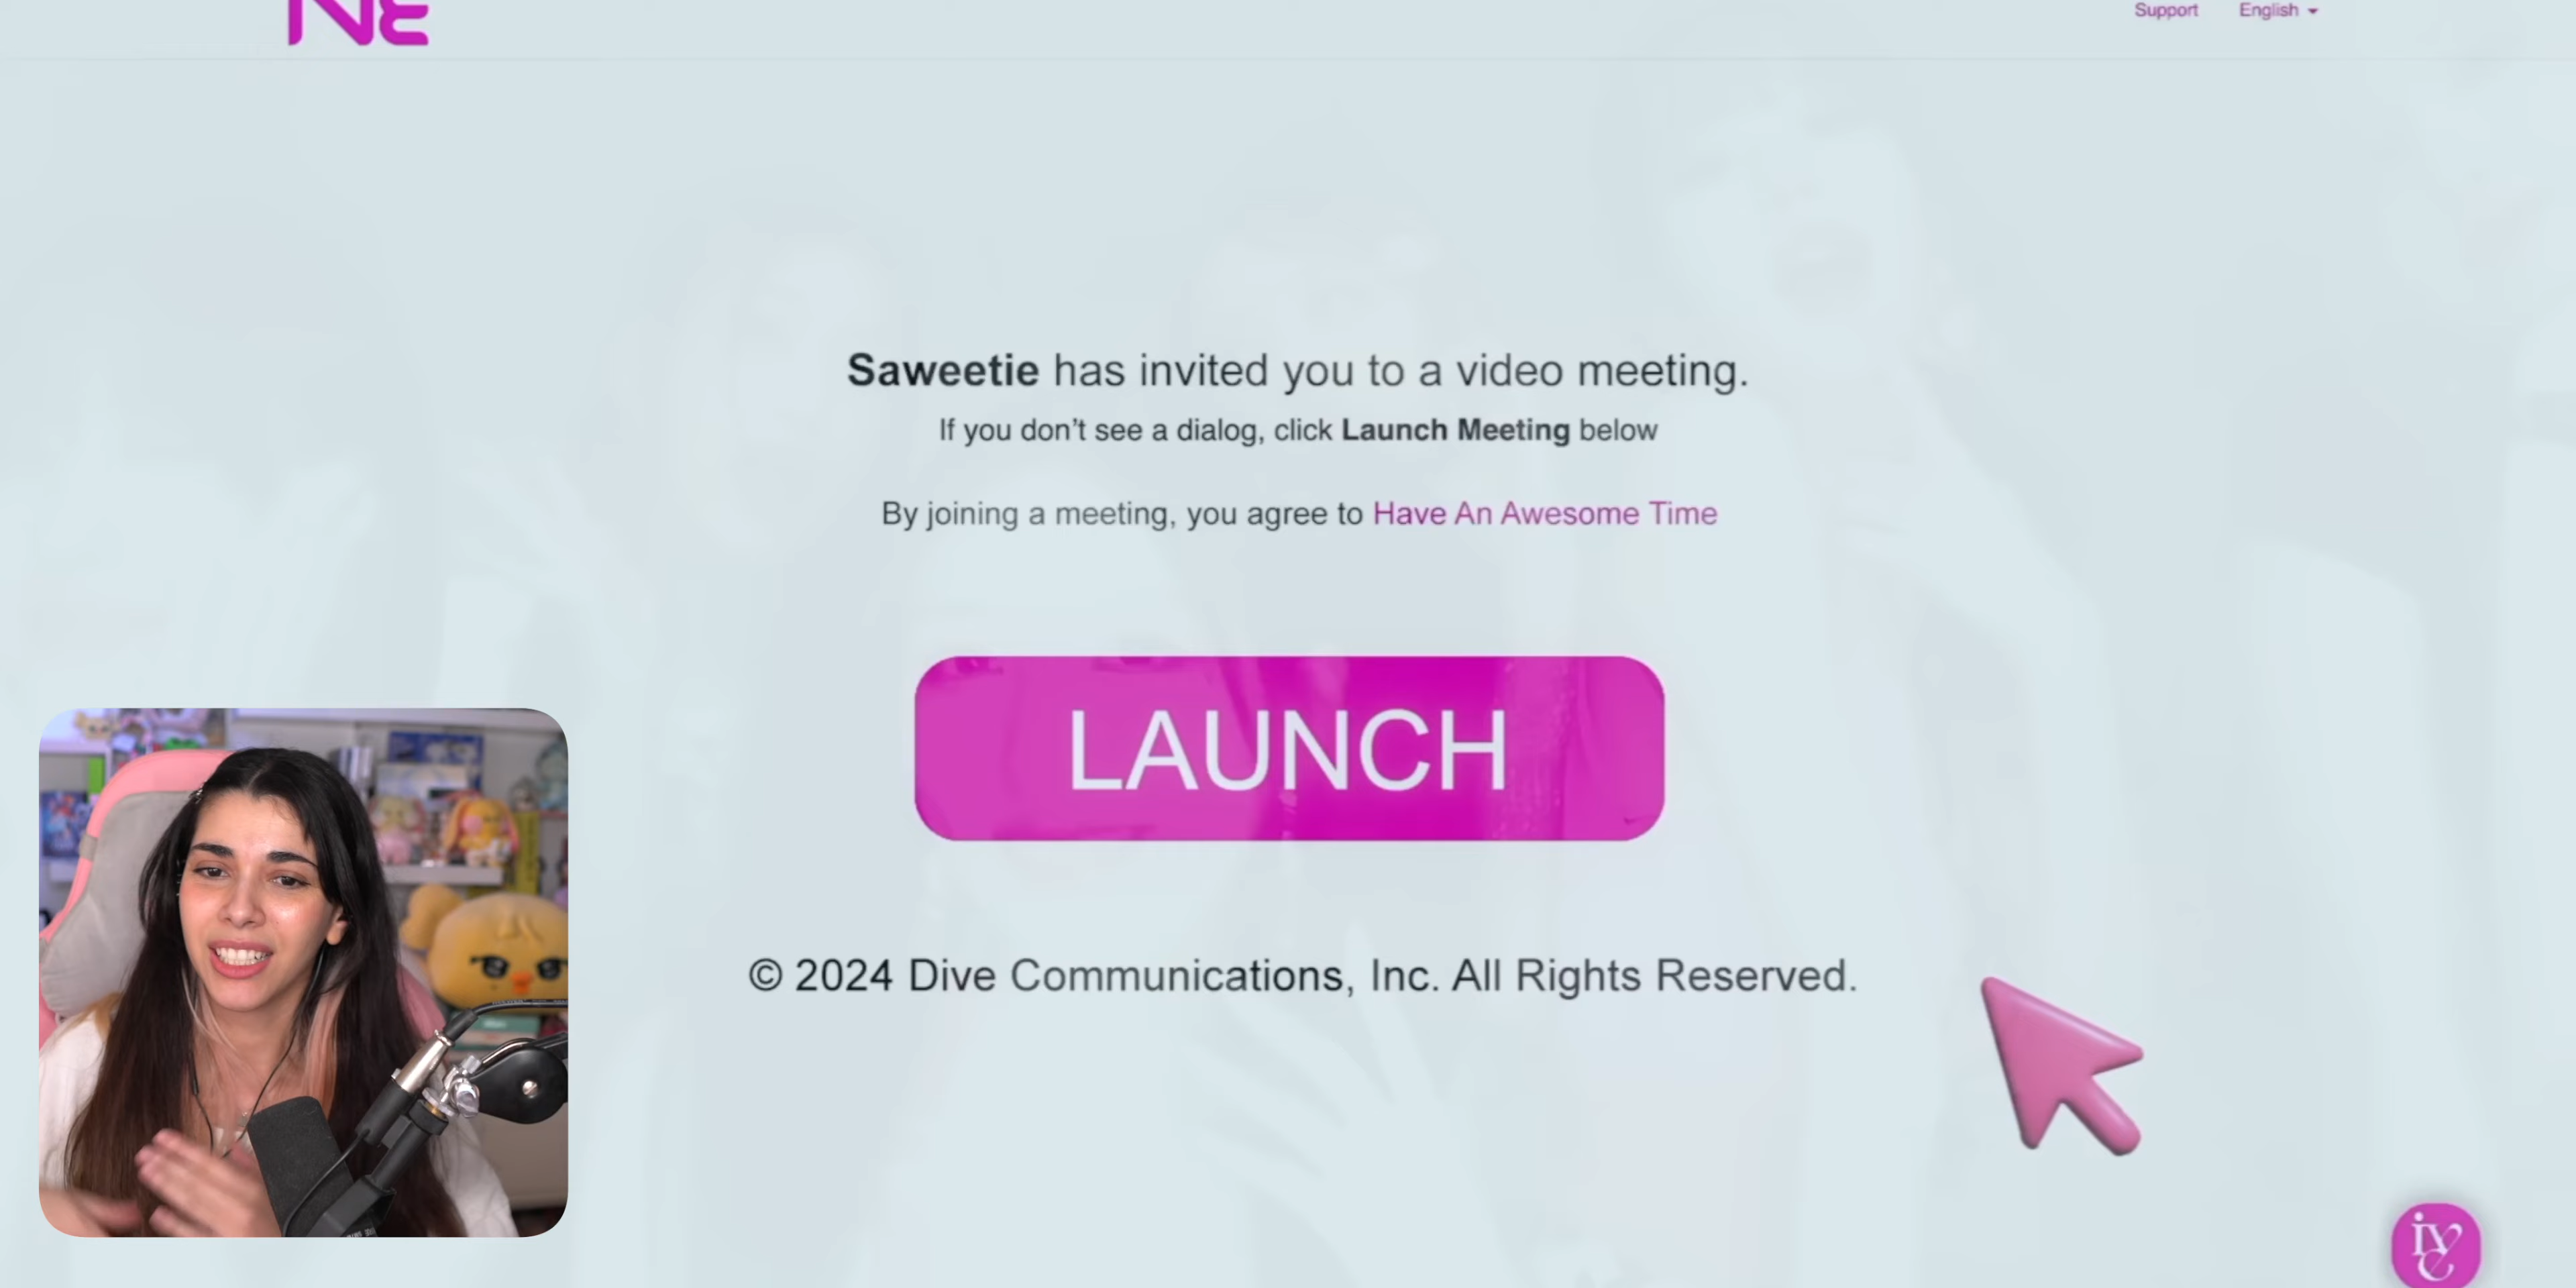 Support English
Saweetie has invited you to a video meeting.
If you don’t see a dialog, click Launch Meeting below
By joining a meeting, you agree to Have An Awesome Time
LAUNCH
© 2024 Dive Communications, Inc. All Rights Reserved.
ive